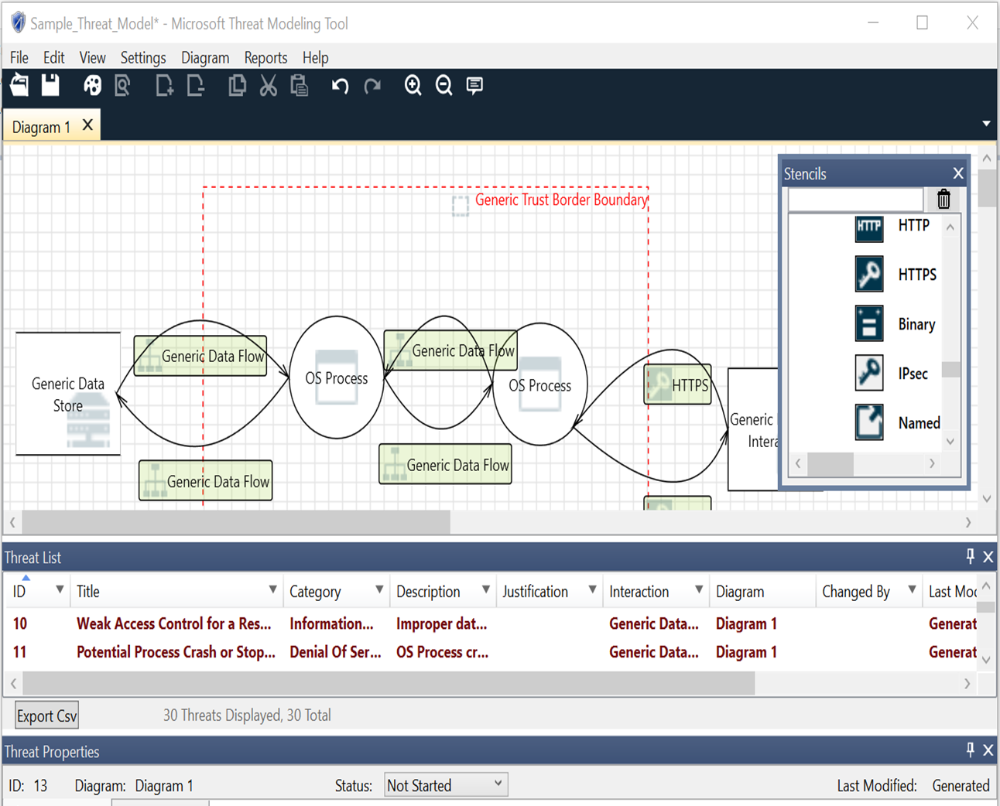 Sample_Threat_Model* - Microsoft Threat Modeling Tool
File Edit View Settings Diagram Reports Help
Diagram 1 X
Stencils X
Generic Trust Border Boundary
HTTP
HTTPS
Binary
IPsec
Named
Generic Data Flow
Generic Data Flow
OS Process
OS Process
HTTPS
Generic Data
Store
Generic
Intera
Generic Data Flow
Generic Data Flow
Threat List
ID Title Category Description Justification Interaction Diagram Changed By Last Moc
10 Weak Access Control for a Res... Information... Improper dat... Generic Data... Diagram 1 Generat
11 Potential Process Crash or Stop... Denial Of Ser... OS Process cr... Generic Data... Diagram 1 Generat
Export Csv 30 Threats Displayed, 30 Total
Threat Properties
ID: 13 Diagram: Diagram 1 Status: Not Started Last Modified: Generated